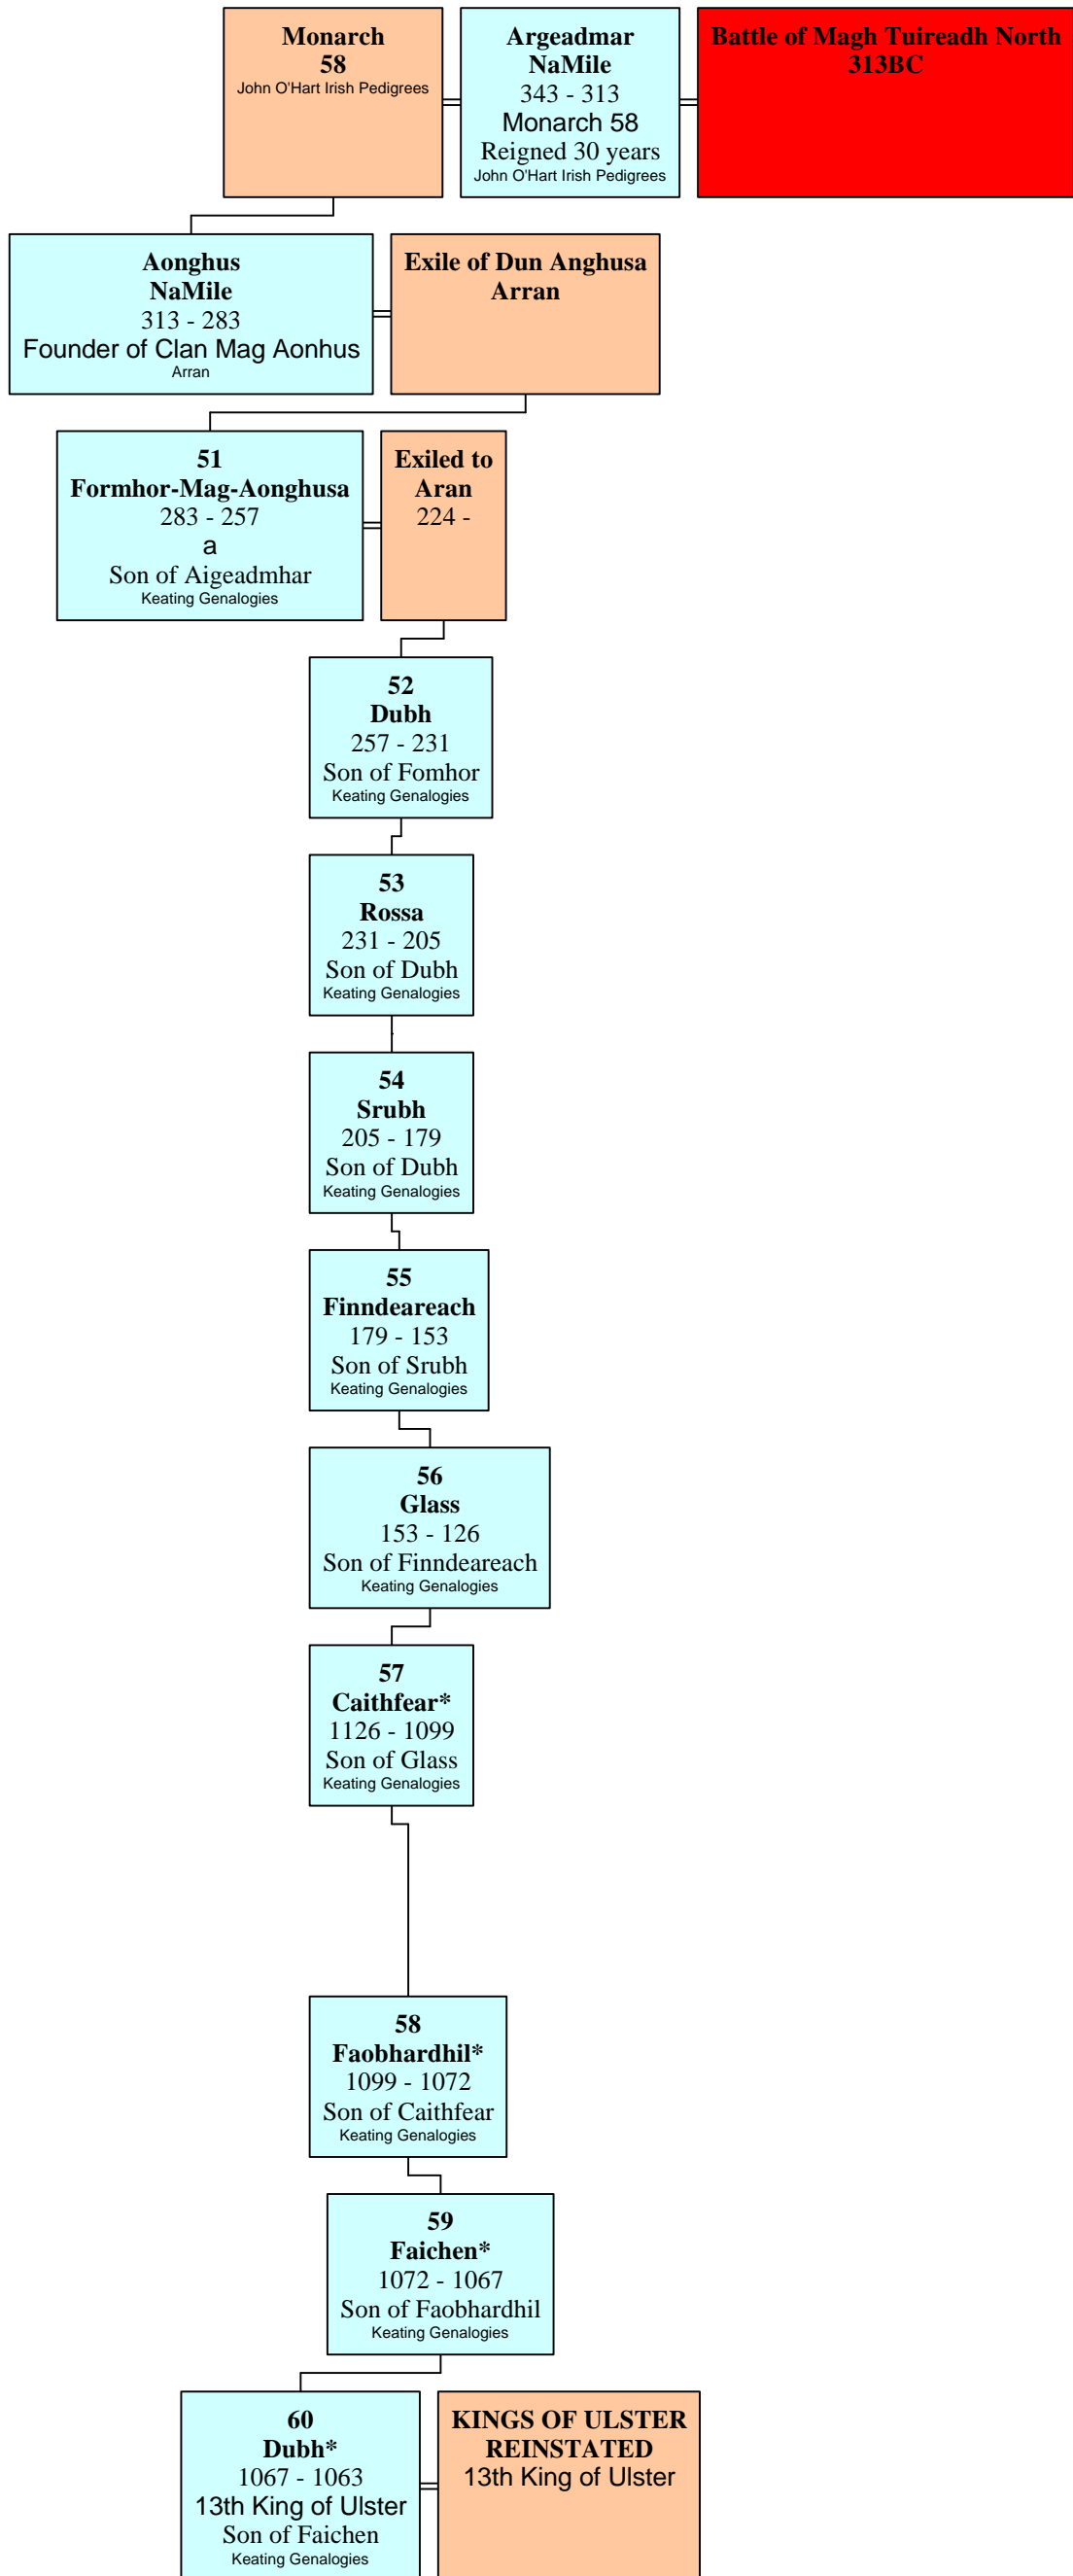 Monarch
58
John O'Hart Irish Pedigrees
Argeadmar
NaMile
343 - 313
Monarch 58
Reigned 30 years
John O'Hart Irish Pedigrees
Battle of Magh Tuireadh North
313BC
Aonghus
NaMile
313 - 283
Founder of Clan Mag Aonhus
Arran
Exile of Dun Anghusa
Arran
51
Formhor-Mag-Aonghusa
283 - 257
a
Son of Aigeadmhar
Keating Genalogies
Exiled to
Aran
224 -
52
Dubh
257 - 231
Son of Fomhor
Keating Genalogies
53
Rossa
231 - 205
Son of Dubh
Keating Genalogies
54
Srubh
205 - 179
Son of Dubh
Keating Genalogies
55
Finndeareach
179 - 153
Son of Srubh
Keating Genalogies
56
Glass
153 - 126
Son of Finndeareach
Keating Genalogies
57
Caithfear*
1126 - 1099
Son of Glass
Keating Genalogies
58
Faobhardhil*
1099 - 1072
Son of Caithfear
Keating Genalogies
59
Faichen*
1072 - 1067
Son of Faobhardhil
Keating Genalogies
60
Dubh*
1067 - 1063
13th King of Ulster
Son of Faichen
Keating Genalogies
KINGS OF ULSTER
REINSTATED
13th King of Ulster